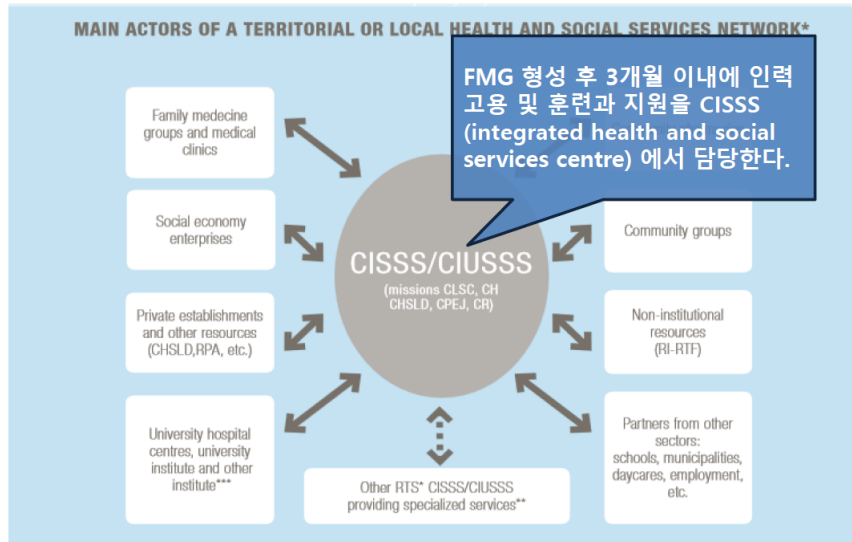 MAIN ACTORS OF A TERRITORIAL OR LOCAL HEALTH AND SOCIAL SERVICES NETWORK*
FMG 형성 후 3개월 이내에 인력
고용 및 훈련과 지원을 CISSS
(integrated health and social
services centre) 에서 담당한다.
Family medecine
groups and medical
clinics
Social economy
enterprises
Private establishments
and other resources
(CHSLD,RPA, etc.)
University hospital
centres, university
institute and other
institute***
CISSS/CIUSSS
(missions CLSC, CH
CHSLD, CPEJ, CR)
Other RTS* CISSS/CIUSSS
providing specialized services**
Community groups
Non-institutional
resources
(RI-RTF)
Partners from other
sectors:
schools, municipalities,
daycares, employment,
etc.